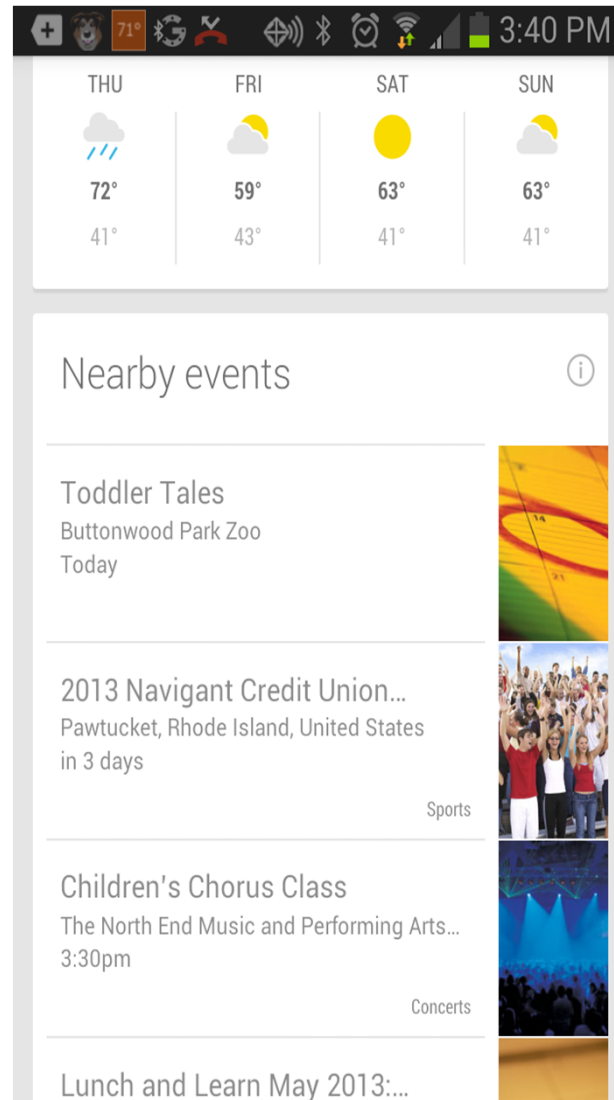 71° 3:40 PM
THU FRI SAT SUN
72° 59° 63° 63°
41° 43° 41° 41°
Nearby events
Toddler Tales
Buttonwood Park Zoo
Today
14
21
2013 Navigant Credit Union...
Pawtucket, Rhode Island, United States
in 3 days
Sports
Children's Chorus Class
The North End Music and Performing Arts...
3:30pm
Concerts
Lunch and Learn May 2013:...